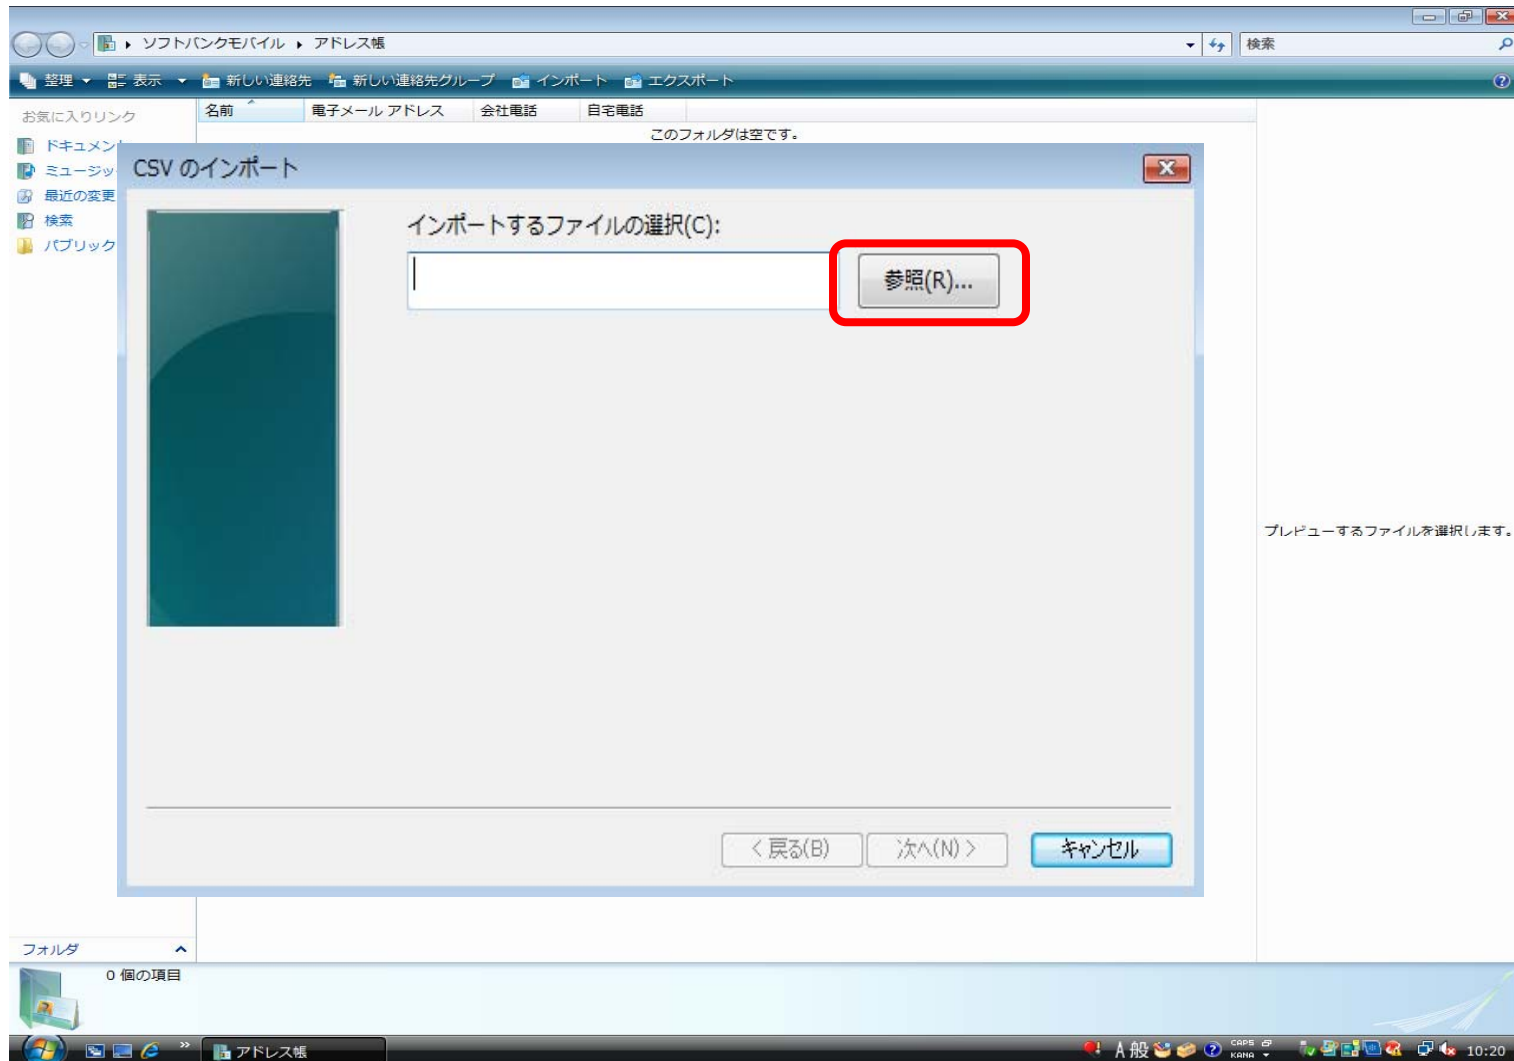 ソフトバンクモバイル ▸ アドレス帳
検索
整理 表示 新しい連絡先 新しい連絡先グループ インポート エクスポート
お気に入りリンク
名前 電子メール アドレス 会社電話 自宅電話
このフォルダは空です。
ドキュメント
ミュージッ
最近の変更
検索
パブリック
CSV のインポート
インポートするファイルの選択(C):
参照(R)...
プレビューするファイルを選択します。
< 戻る(B) 次へ(N) > キャンセル
フォルダ
0 個の項目
アドレス帳
A 般 CAPS KANA 10:20